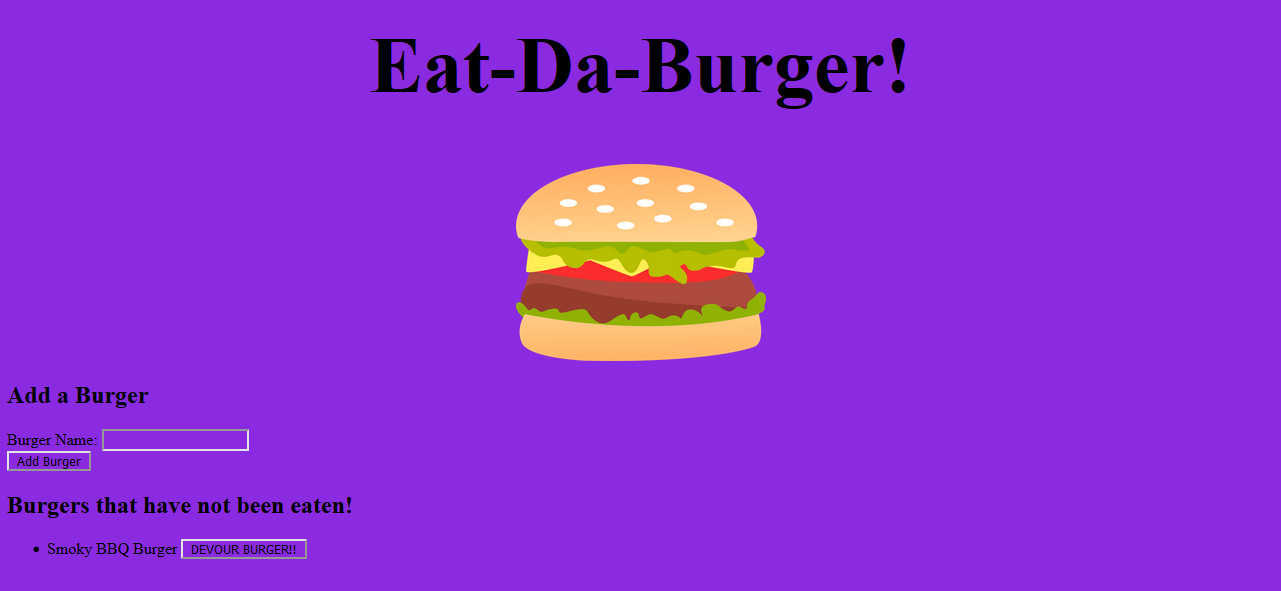 Eat-Da-Burger!
Add a Burger
Burger Name:
Add Burger
Burgers that have not been eaten!
Smoky BBQ Burger DEVOUR BURGER!!